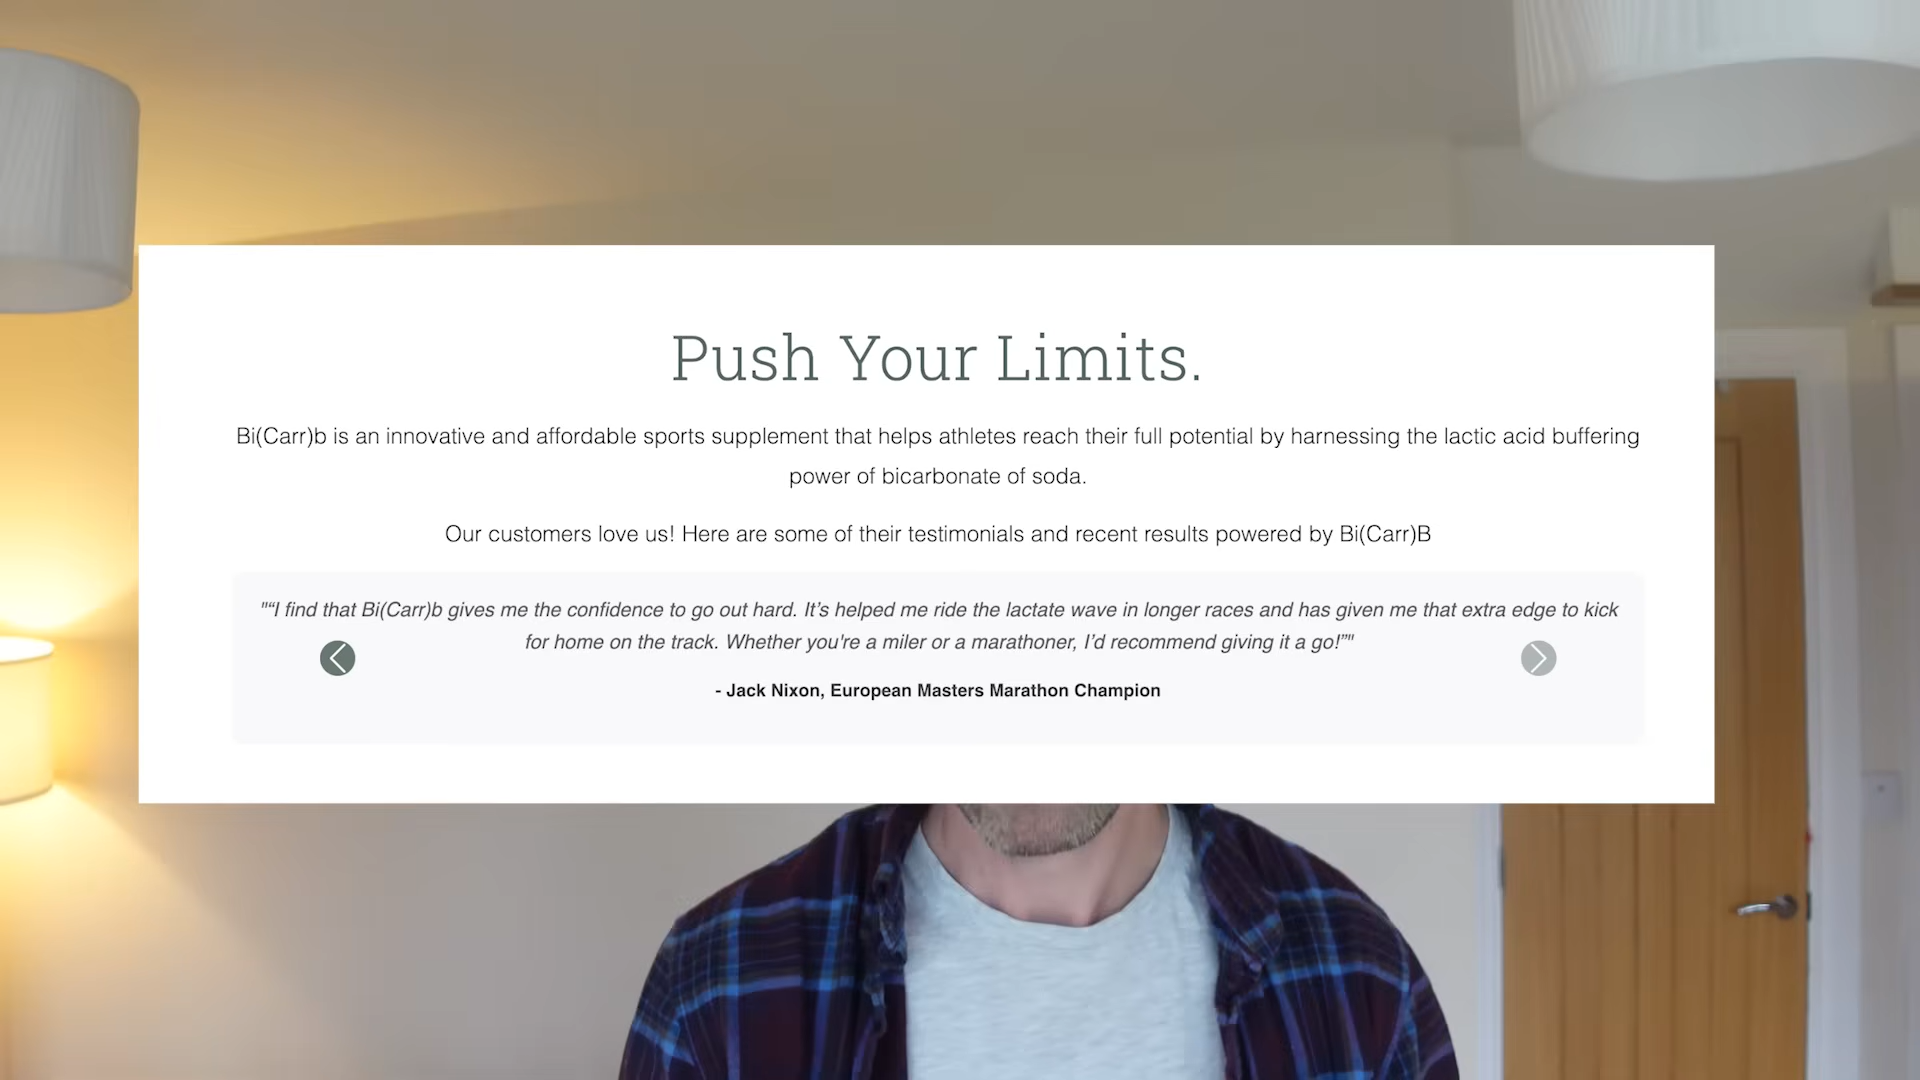 Push Your Limits.
Bi(Carr)b is an innovative and affordable sports supplement that helps athletes reach their full potential by harnessing the lactic acid buffering
power of bicarbonate of soda.
Our customers love us! Here are some of their testimonials and recent results powered by Bi(Carr)B
"“I find that Bi(Carr)b gives me the confidence to go out hard. It’s helped me ride the lactate wave in longer races and has given me that extra edge to kick
for home on the track. Whether you're a miler or a marathoner, I’d recommend giving it a go!”"
- Jack Nixon, European Masters Marathon Champion